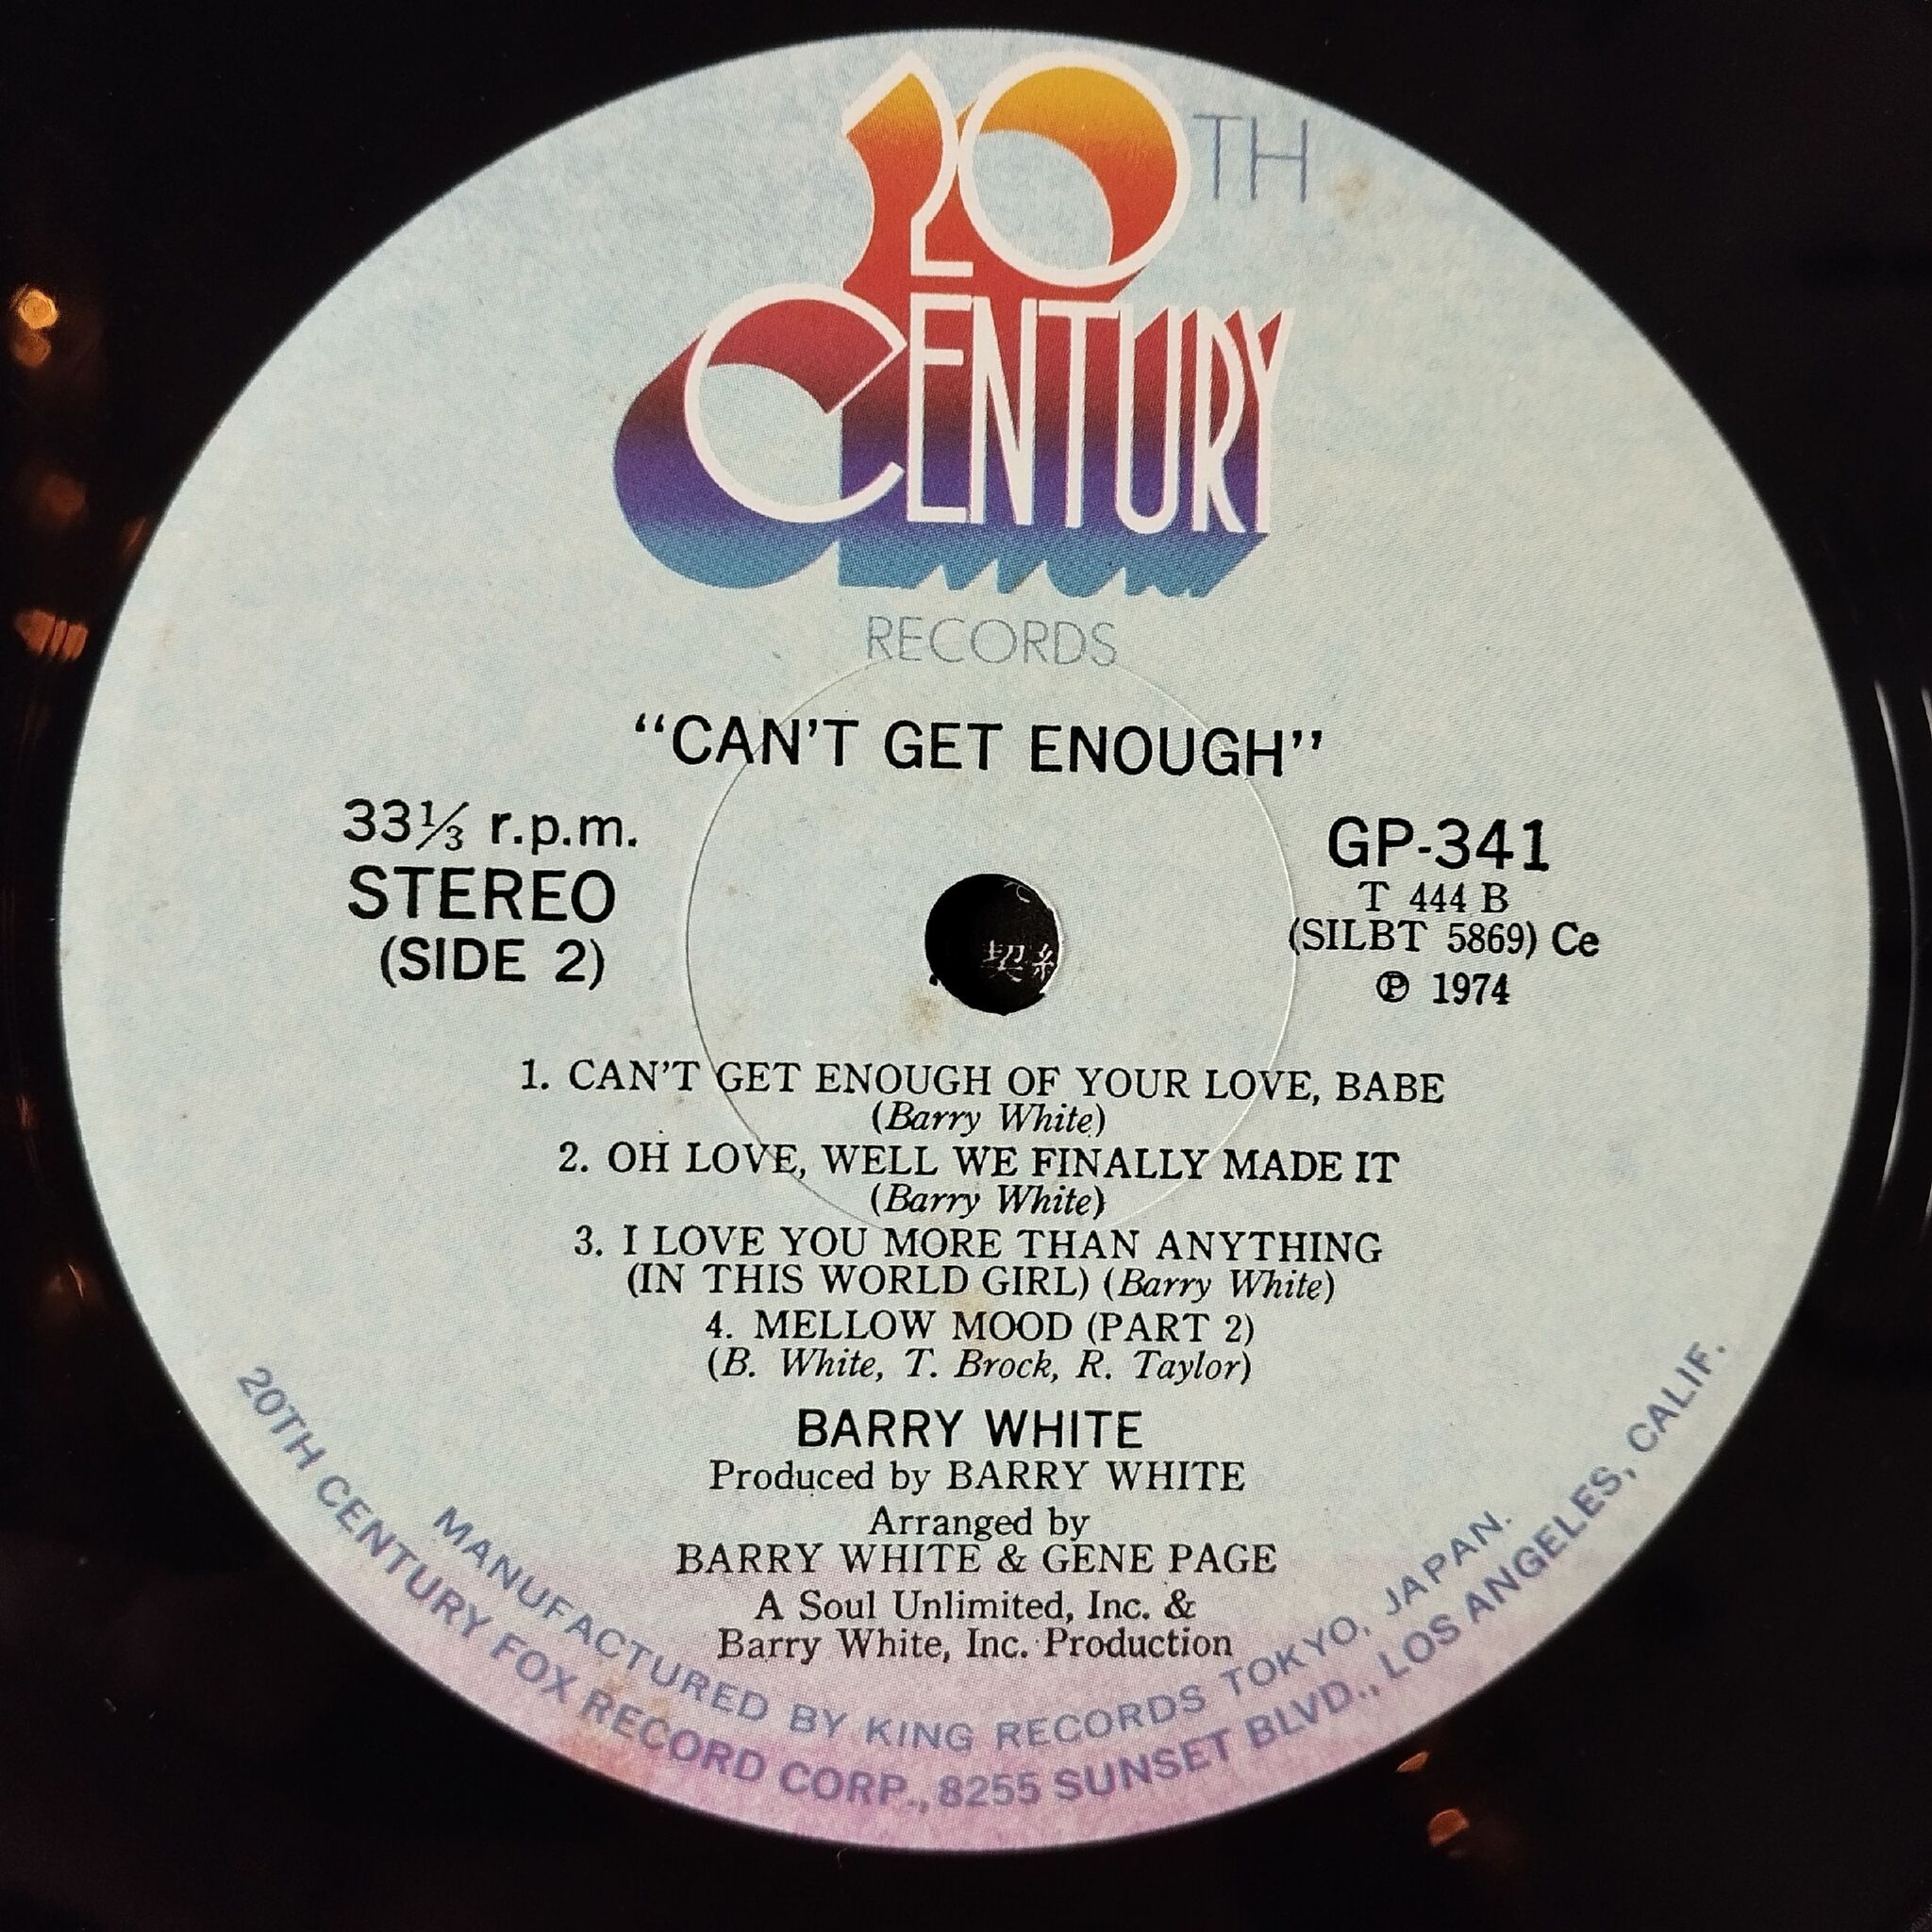 20TH
CENTURY
RECORDS
“CAN'T GET ENOUGH”
33⅓ r.p.m.
STEREO
(SIDE 2)
GP-341
T 444 B
(SILBT 5869) Ce
℗ 1974
契約
1. CAN'T GET ENOUGH OF YOUR LOVE, BABE
(Barry White)
2. OH LOVE, WELL WE FINALLY MADE IT
(Barry White)
3. I LOVE YOU MORE THAN ANYTHING
(IN THIS WORLD GIRL) (Barry White)
4. MELLOW MOOD (PART 2)
(B. White, T. Brock, R. Taylor)
BARRY WHITE
Produced by BARRY WHITE
Arranged by
BARRY WHITE & GENE PAGE
A Soul Unlimited, Inc. &
Barry White, Inc. Production
MANUFACTURED BY KING RECORDS TOKYO, JAPAN.
20TH CENTURY FOX RECORD CORP., 8255 SUNSET BLVD., LOS ANGELES, CALIF.